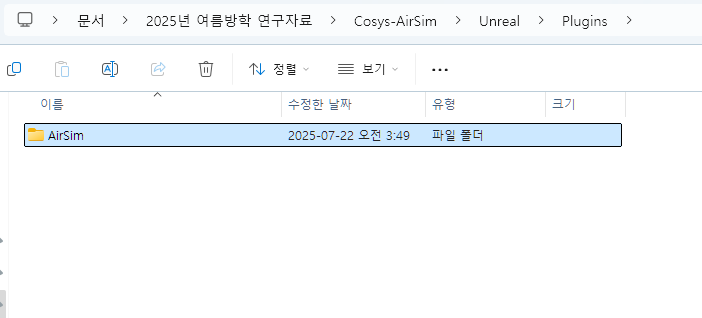 문서 > 2025년 여름방학 연구자료 > Cosys-AirSim > Unreal > Plugins >
정렬 보기 ...
이름 수정한 날짜 유형 크기
AirSim 2025-07-22 오전 3:49 파일 폴더